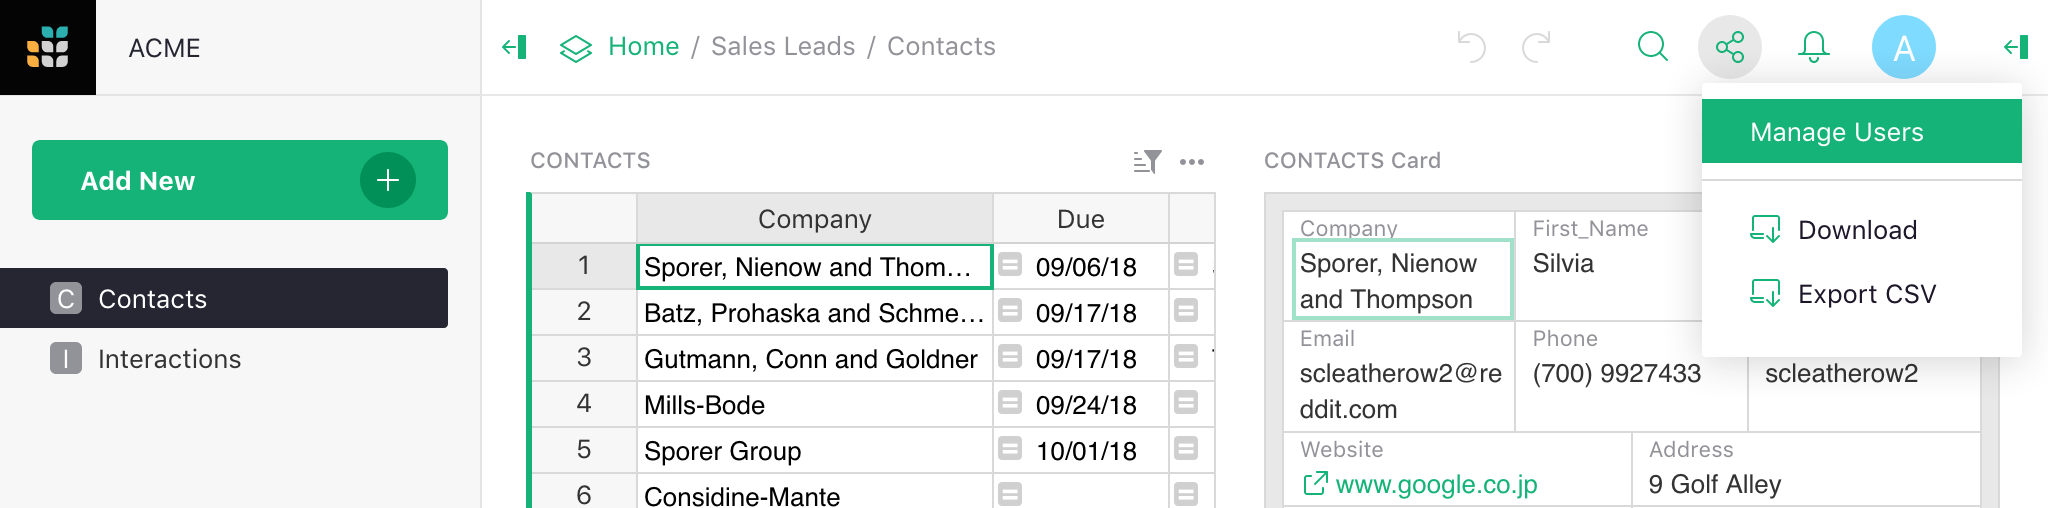 ACME
Home / Sales Leads / Contacts
A
Manage Users
Download
Export CSV
Add New
C Contacts
I Interactions
CONTACTS
Company Due
1 Sporer, Nienow and Thom… 09/06/18
2 Batz, Prohaska and Schme… 09/17/18
3 Gutmann, Conn and Goldner 09/17/18
4 Mills-Bode 09/24/18
5 Sporer Group 10/01/18
6 Considine-Mante
CONTACTS Card
Company
Sporer, Nienow
and Thompson
First_Name
Silvia
Email
scleatherow2@re
ddit.com
Phone
(700) 9927433
scleatherow2
Website
www.google.co.jp
Address
9 Golf Alley